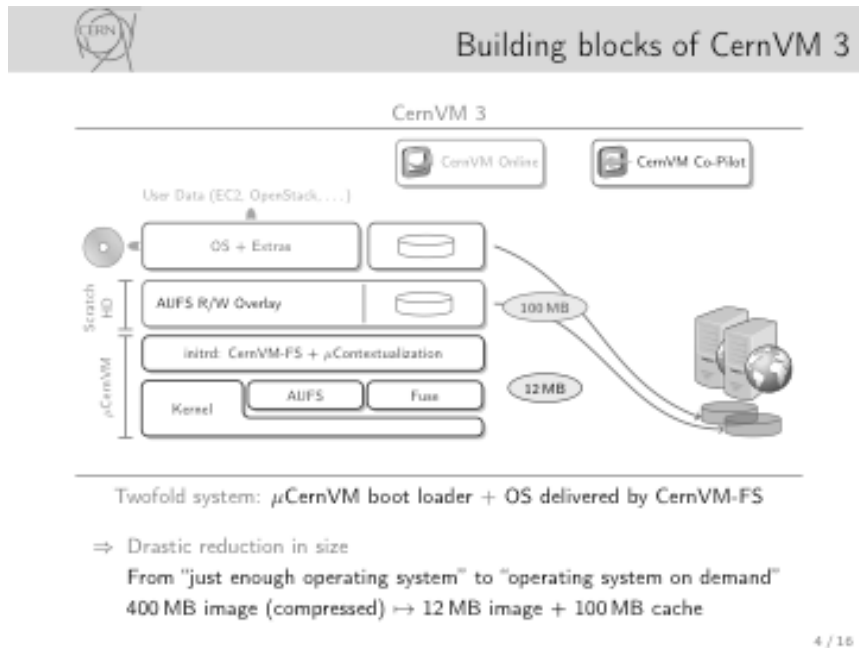 CERN
Building blocks of CernVM 3
CernVM 3
CernVM Online
CernVM Co-Pilot
User Data (EC2, OpenStack, . . . .)
OS + Extras
Scratch
HD
AUFS R/W Overlay
100 MB
initrd: CernVM-FS + μContextualization
μCernVM
AUFS
Fuse
12 MB
Kernel
Twofold system: μCernVM boot loader + OS delivered by CernVM-FS
⇒ Drastic reduction in size
From “just enough operating system” to “operating system on demand”
400 MB image (compressed) ↦ 12 MB image + 100 MB cache
4 / 16